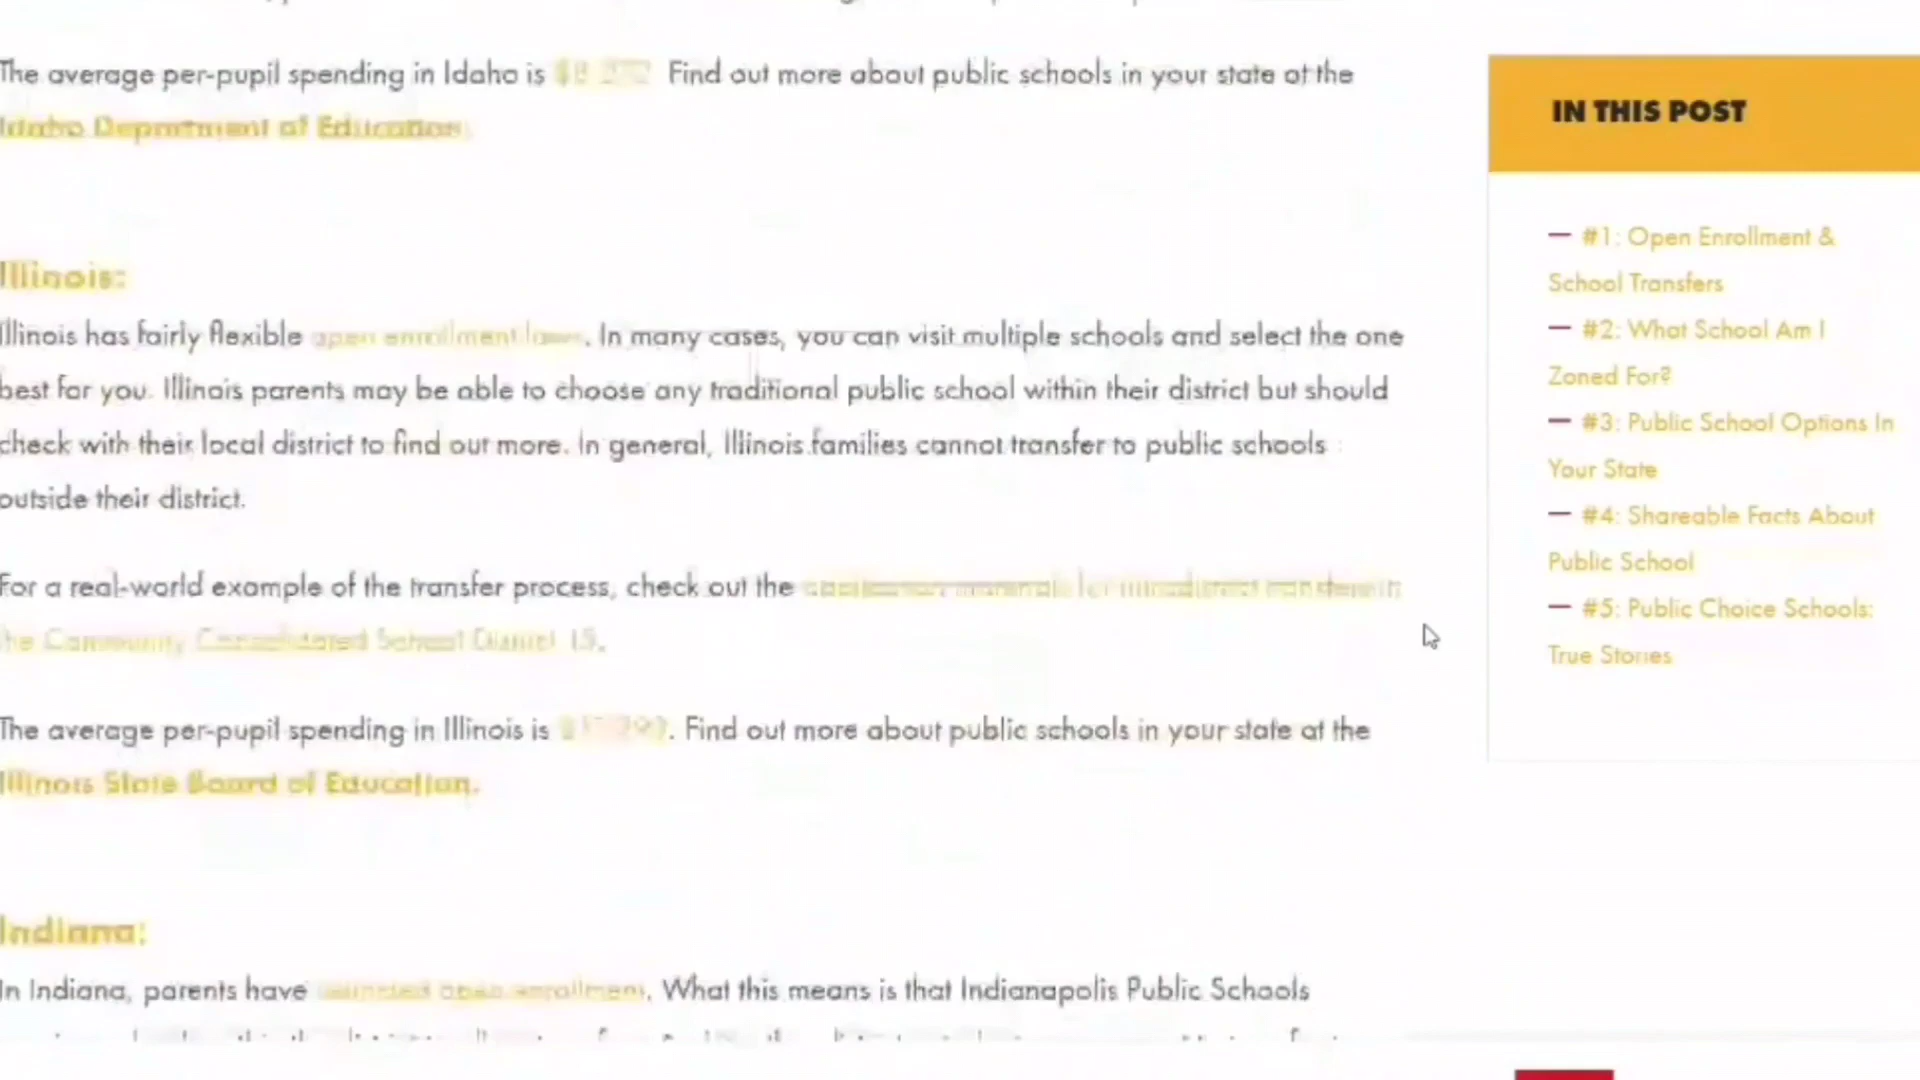 The average per-pupil spending in Idaho is Find out more about public schools in your state at the
Idaho Department of Education.
Illinois:
Illinois has fairly flexible open enrollment laws. In many cases, you can visit multiple schools and select the one
best for you. Illinois parents may be able to choose any traditional public school within their district but should
check with their local district to find out more. In general, Illinois families cannot transfer to public schools
outside their district.
For a real-world example of the transfer process, check out the
the Community Consolidated School District 15.
The average per-pupil spending in Illinois is Find out more about public schools in your state at the
Illinois State Board of Education.
Indiana:
In Indiana, parents have open enrollment. What this means is that Indianapolis Public Schools
IN THIS POST
— #1: Open Enrollment &
School Transfers
— #2: What School Am I
Zoned For?
— #3: Public School Options In
Your State
— #4: Shareable Facts About
Public School
— #5: Public Choice Schools:
True Stories